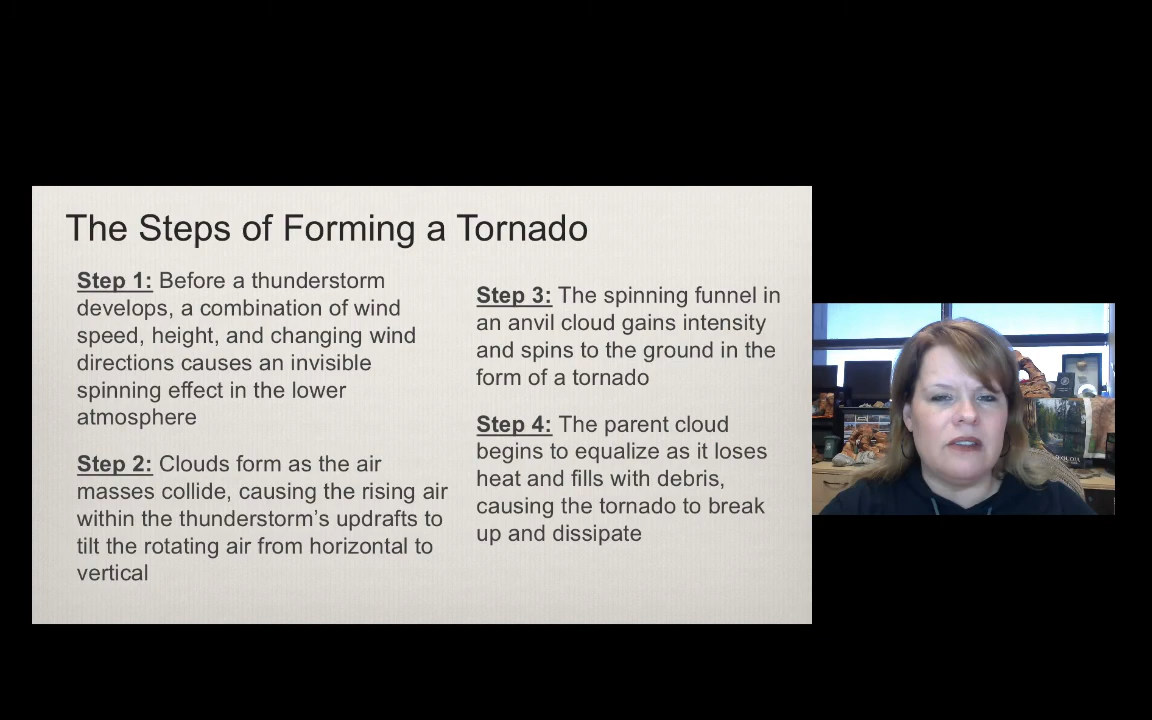 The Steps of Forming a Tornado
Step 1: Before a thunderstorm
develops, a combination of wind
speed, height, and changing wind
directions causes an invisible
spinning effect in the lower
atmosphere
Step 2: Clouds form as the air
masses collide, causing the rising air
within the thunderstorm’s updrafts to
tilt the rotating air from horizontal to
vertical
Step 3: The spinning funnel in
an anvil cloud gains intensity
and spins to the ground in the
form of a tornado
Step 4: The parent cloud
begins to equalize as it loses
heat and fills with debris,
causing the tornado to break
up and dissipate